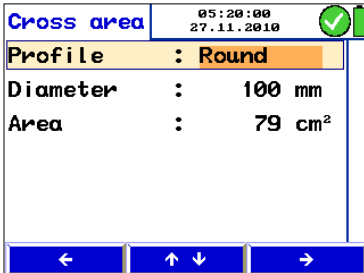 Cross area
05:20:00
27.11.2010
Profile : Round
Diameter : 100 mm
Area : 79 cm²